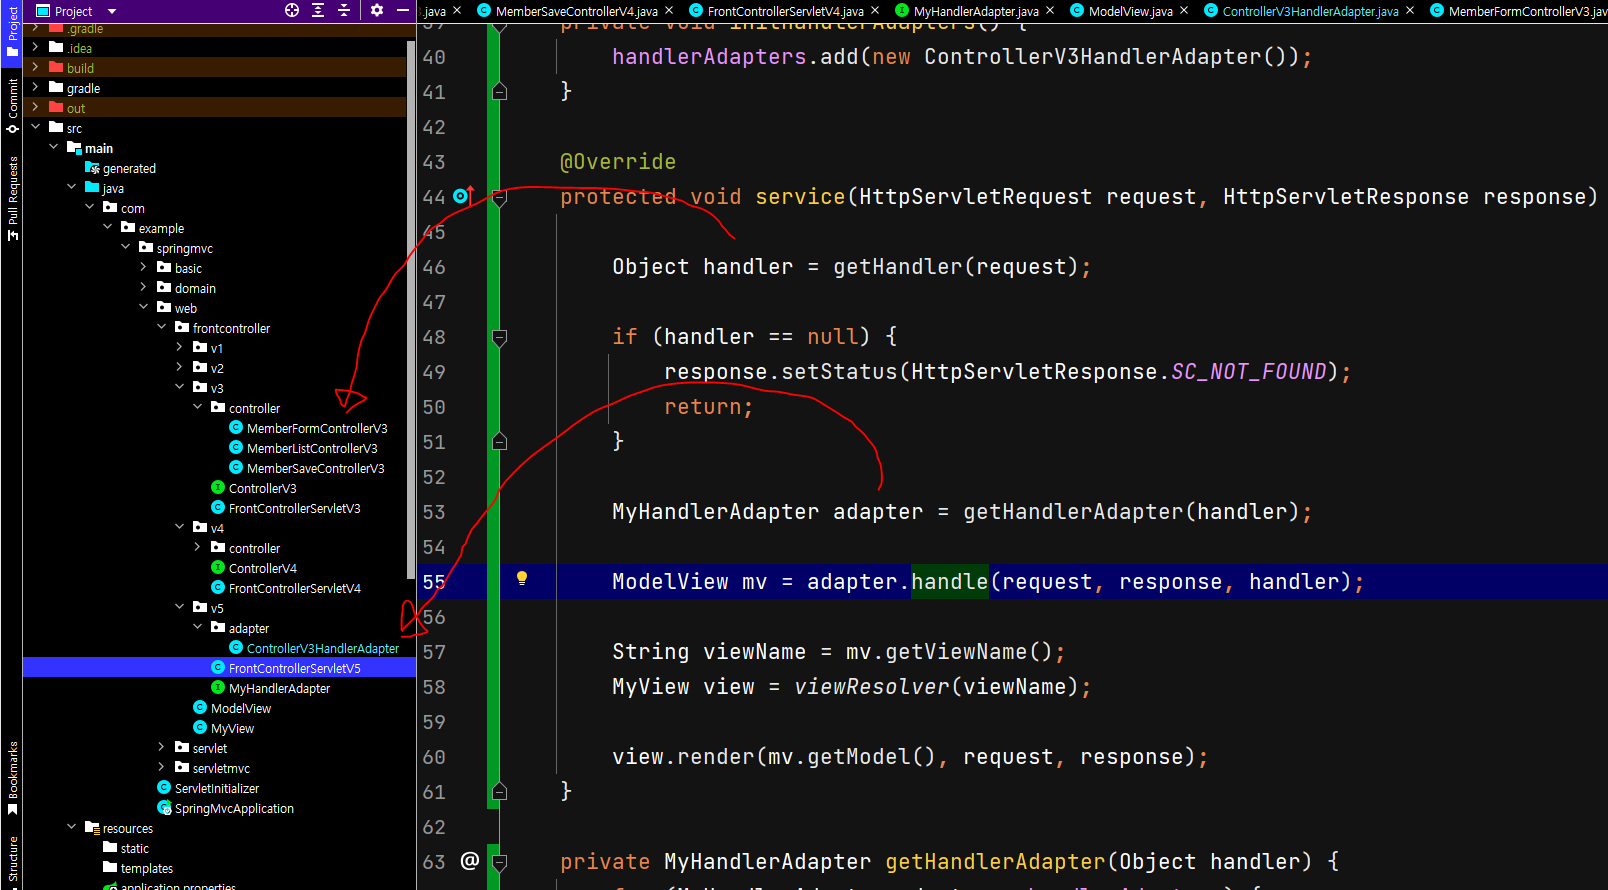 Project
.java
MemberSaveControllerV4.java
FrontControllerServletV4.java
MyHandlerAdapter.java
ModelView.java
ControllerV3HandlerAdapter.java
MemberFormControllerV3.jav
Project
Commit
Pull Requests
Bookmarks
Structure
.gradle
.idea
build
gradle
out
src
main
generated
java
com
example
springmvc
basic
domain
web
frontcontroller
v1
v2
v3
controller
MemberFormControllerV3
MemberListControllerV3
MemberSaveControllerV3
ControllerV3
FrontControllerServletV3
v4
controller
ControllerV4
FrontControllerServletV4
v5
adapter
ControllerV3HandlerAdapter
FrontControllerServletV5
MyHandlerAdapter
ModelView
MyView
servlet
servletmvc
ServletInitializer
SpringMvcApplication
resources
static
templates
application.properties
39 private void initHandlerAdapters() {
40 handlerAdapters.add(new ControllerV3HandlerAdapter());
41 }
42
43 @Override
44 protected void service(HttpServletRequest request, HttpServletResponse response)
45
46 Object handler = getHandler(request);
47
48 if (handler == null) {
49 response.setStatus(HttpServletResponse.SC_NOT_FOUND);
50 return;
51 }
52
53 MyHandlerAdapter adapter = getHandlerAdapter(handler);
54
55 ModelView mv = adapter.handle(request, response, handler);
56
57 String viewName = mv.getViewName();
58 MyView view = viewResolver(viewName);
59
60 view.render(mv.getModel(), request, response);
61 }
62
63 @ private MyHandlerAdapter getHandlerAdapter(Object handler) {